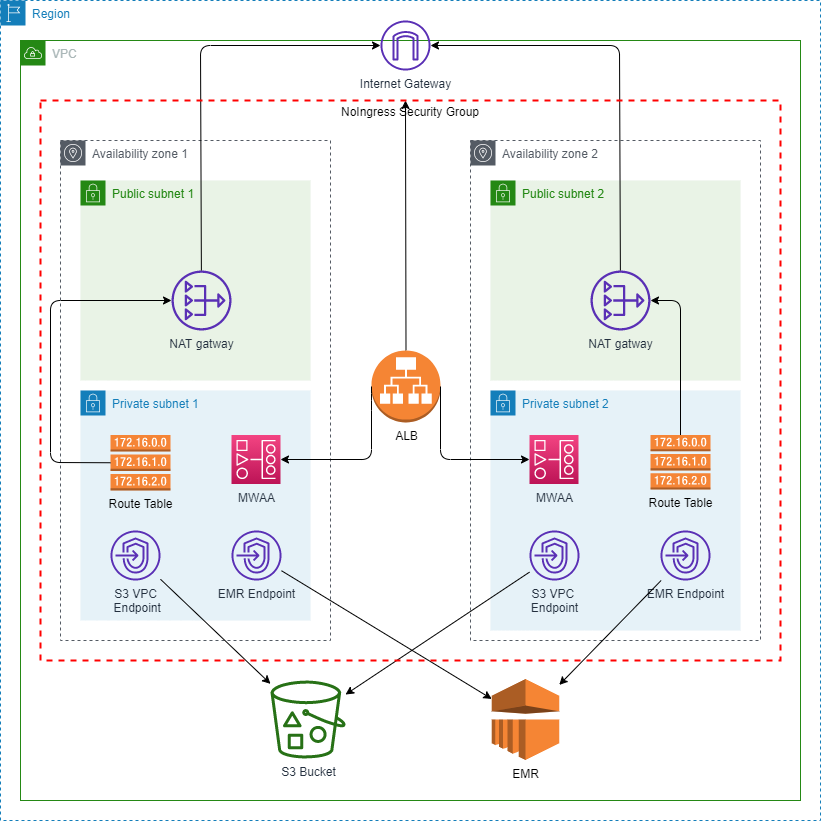 Region
VPC
Internet Gateway
NoIngress Security Group
Availability zone 1
Availability zone 2
Public subnet 1
Public subnet 2
NAT gatway
NAT gatway
Private subnet 1
Private subnet 2
ALB
172.16.0.0
172.16.1.0
172.16.2.0
Route Table
MWAA
MWAA
172.16.0.0
172.16.1.0
172.16.2.0
Route Table
S3 VPC
Endpoint
EMR Endpoint
S3 VPC
Endpoint
EMR Endpoint
S3 Bucket
EMR